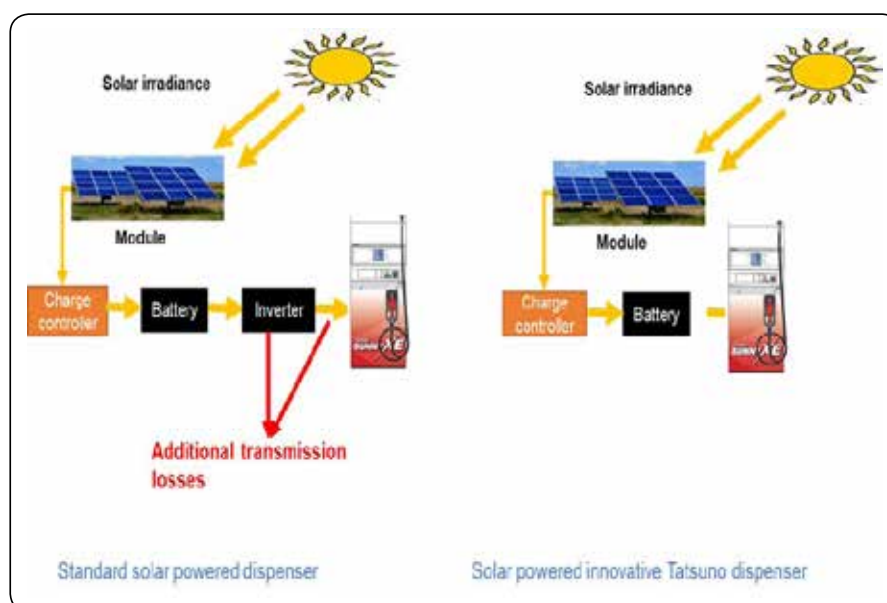 Solar irradiance
Module
Charge
controller
Battery
Inverter
Additional transmission
losses
Standard solar powered dispenser
Solar irradiance
Module
Charge
controller
Battery
Solar powered innovative Tatsuno dispenser